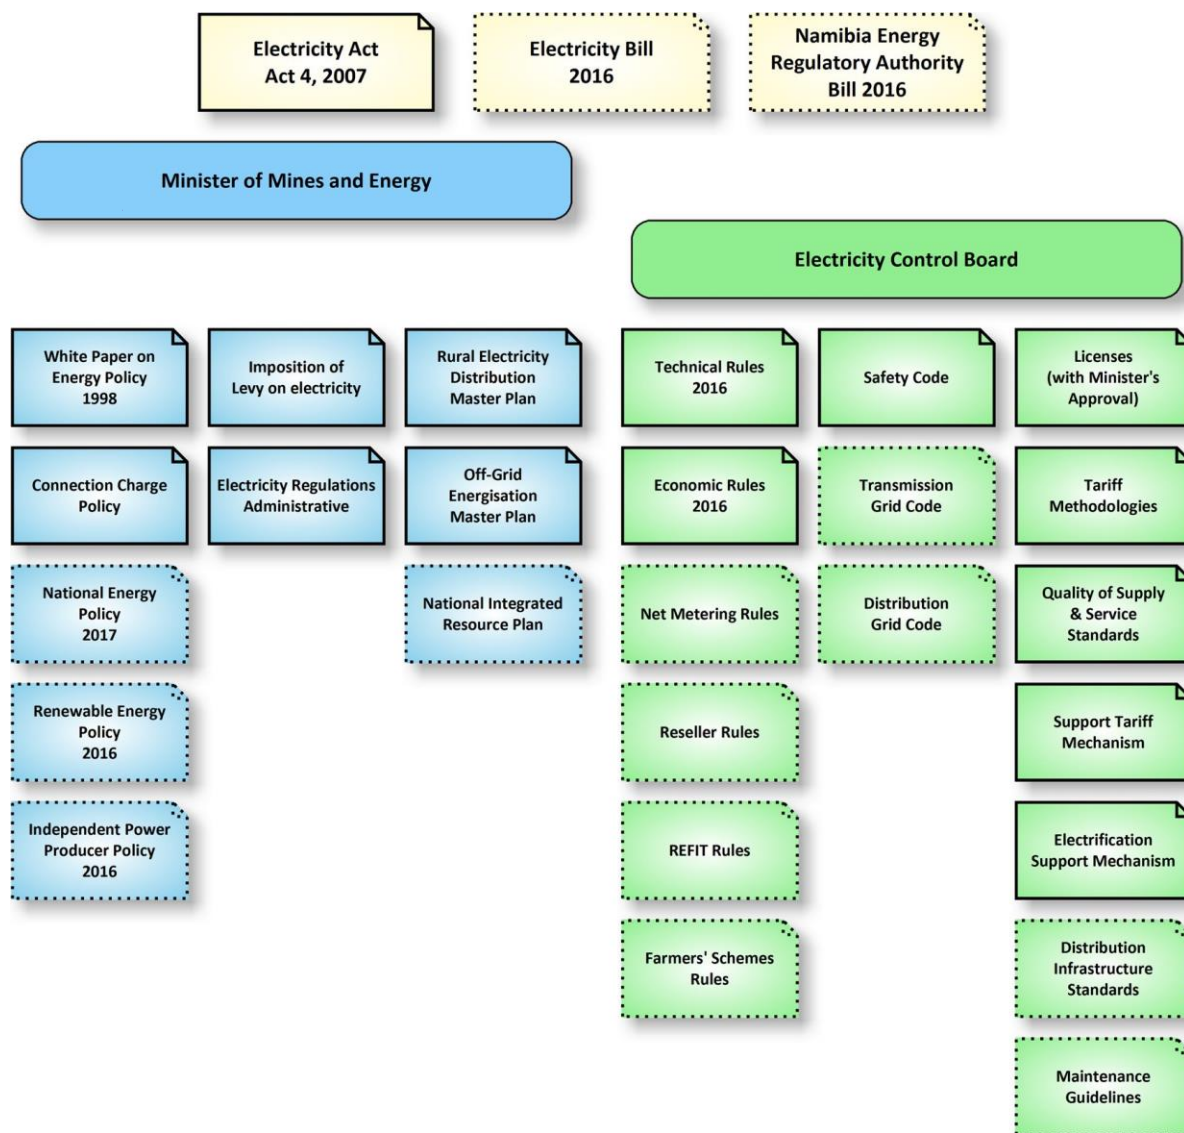 Electricity Act
Act 4, 2007
Electricity Bill
2016
Namibia Energy
Regulatory Authority
Bill 2016
Minister of Mines and Energy
Electricity Control Board
White Paper on
Energy Policy
1998
Imposition of
Levy on electricity
Rural Electricity
Distribution
Master Plan
Technical Rules
2016
Safety Code
Licenses
(with Minister's
Approval)
Connection Charge
Policy
Electricity Regulations
Administrative
Off-Grid
Energisation
Master Plan
Economic Rules
2016
Transmission
Grid Code
Tariff
Methodologies
National Energy
Policy
2017
National Integrated
Resource Plan
Net Metering Rules
Distribution
Grid Code
Quality of Supply
& Service
Standards
Renewable Energy
Policy
2016
Reseller Rules
Support Tariff
Mechanism
Independent Power
Producer Policy
2016
REFIT Rules
Electrification
Support Mechanism
Farmers' Schemes
Rules
Distribution
Infrastructure
Standards
Maintenance
Guidelines